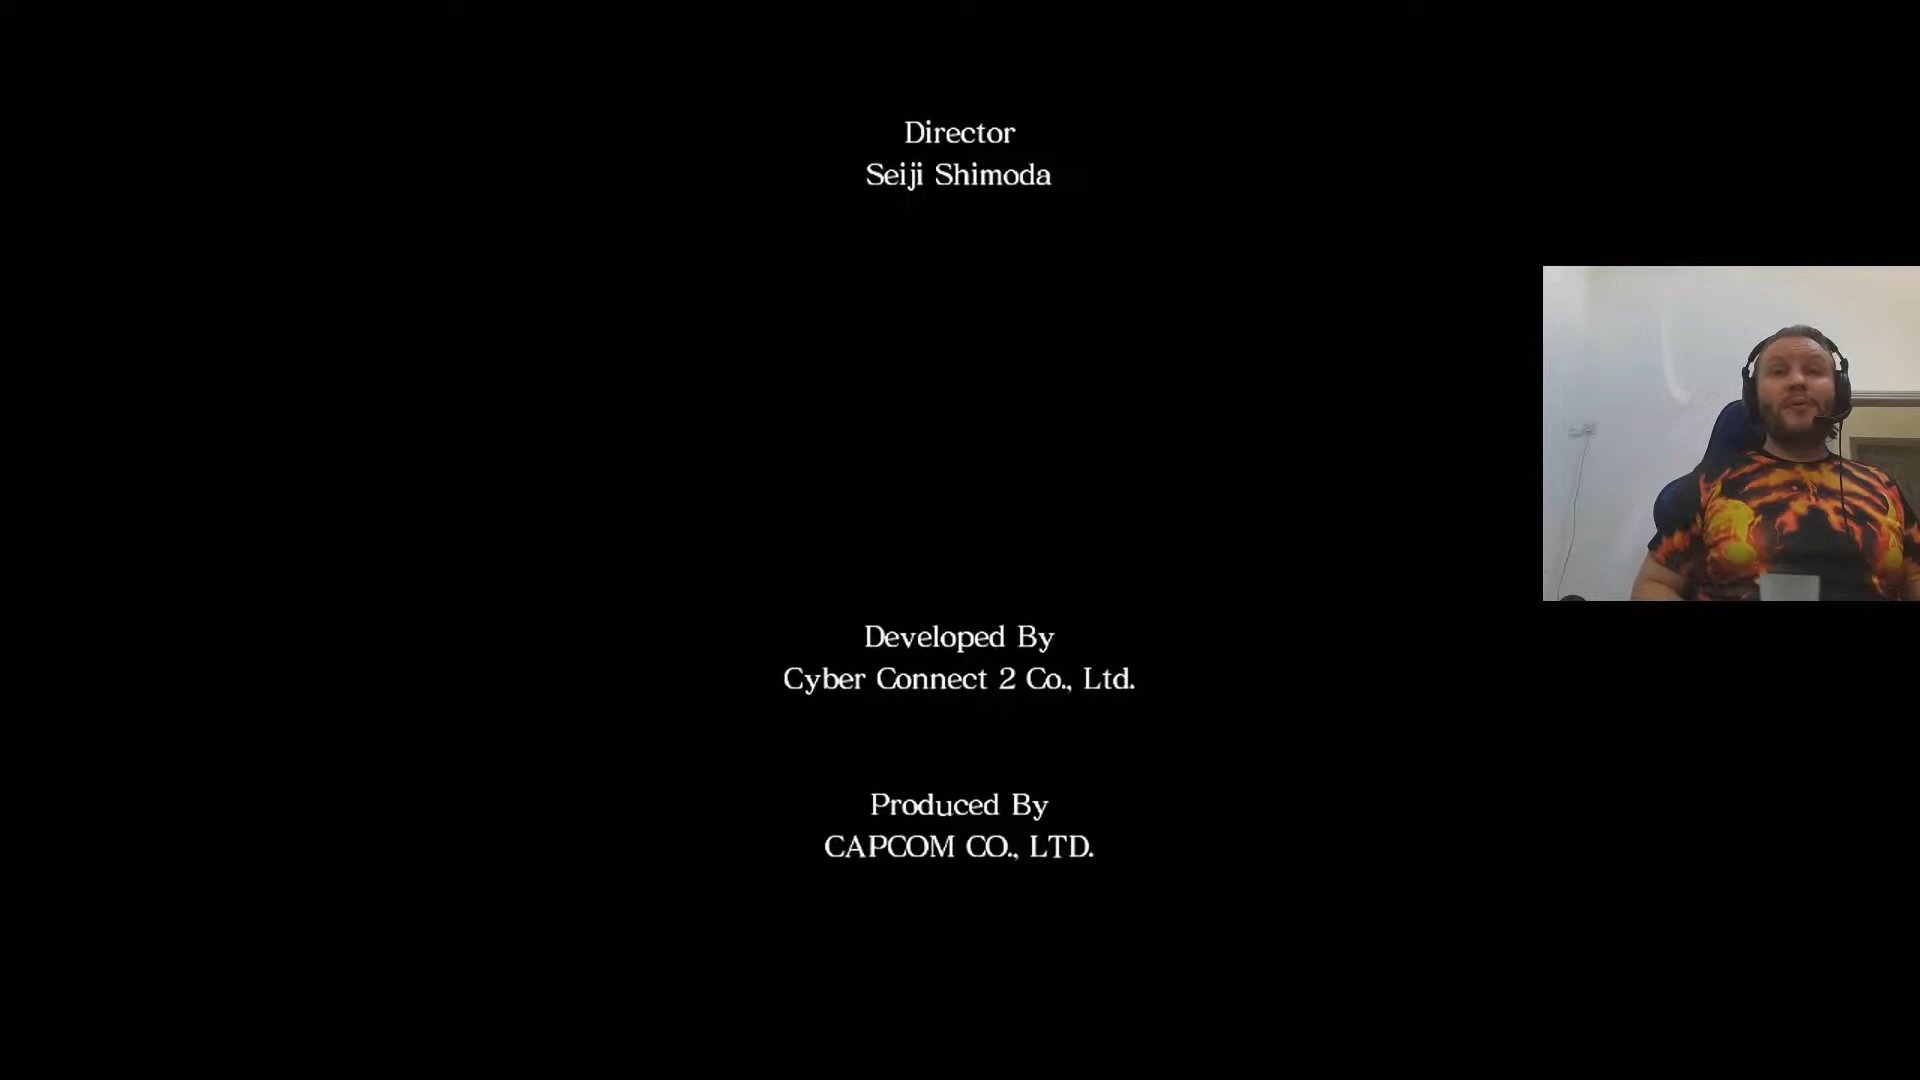 Director
Seiji Shimoda
Developed By
Cyber Connect 2 Co., Ltd.
Produced By
CAPCOM CO., LTD.